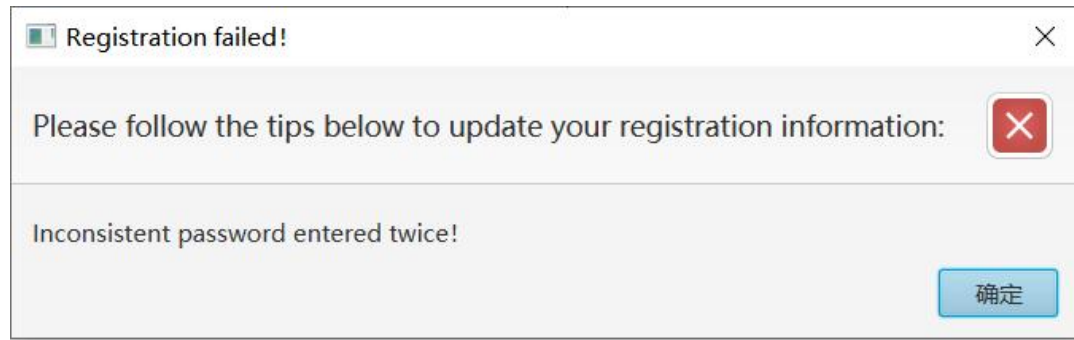 Registration failed!
Please follow the tips below to update your registration information:
Inconsistent password entered twice!
确定